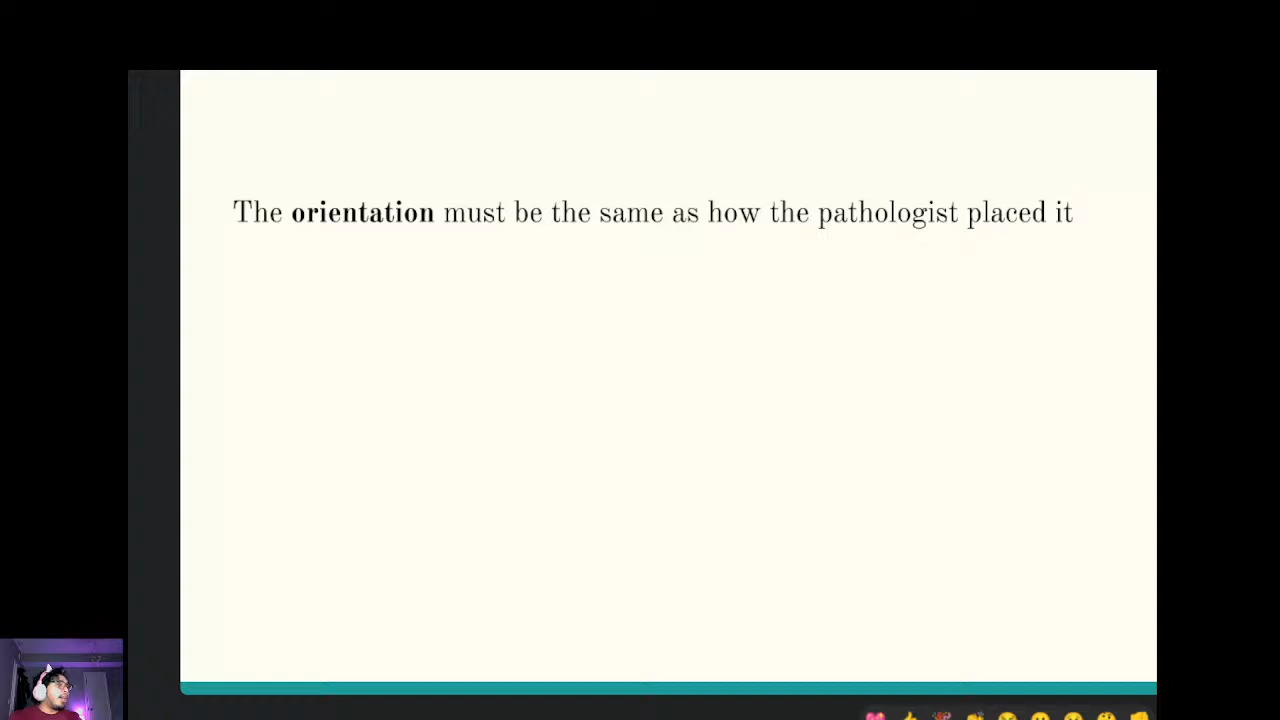 The orientation must be the same as how the pathologist placed it